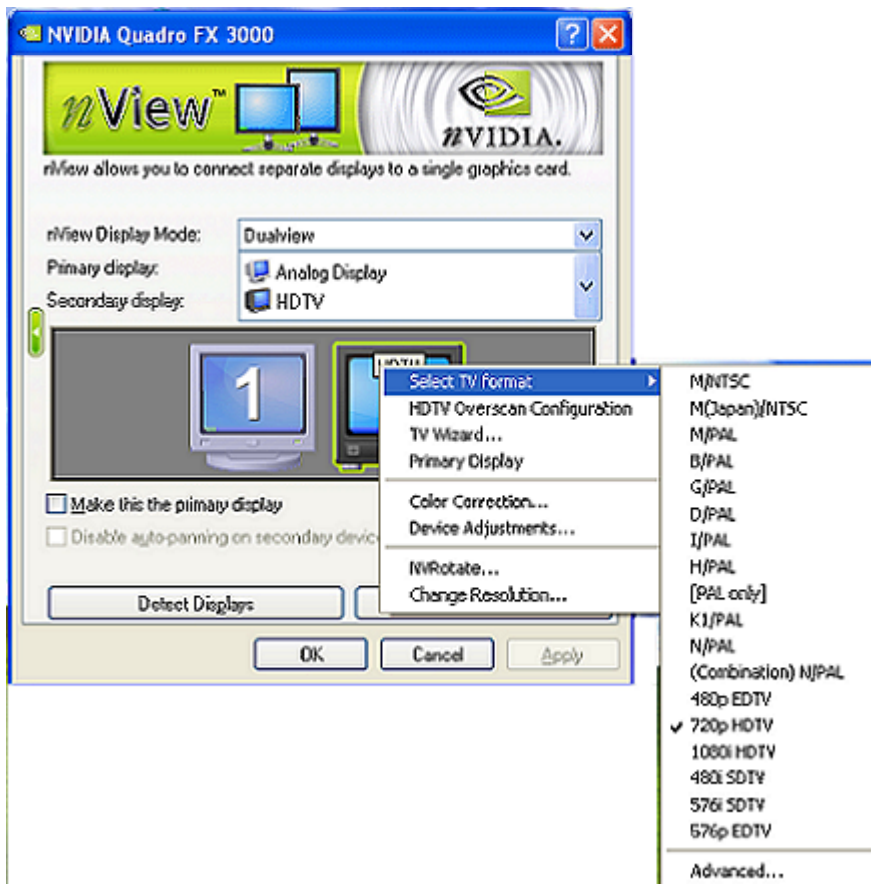 NVIDIA Quadro FX 3000
nView™
nVIDIA.
nView allows you to connect separate displays to a single graphics card.
nView Display Mode:
Dualview
Primary display:
Analog Display
Secondary display:
HDTV
1
Select TV format
HDTV Overscan Configuration
TV Wizard...
Primary Display
Color Correction...
Device Adjustments...
NVRotate...
Change Resolution...
Make this the primary display
Disable auto-panning on secondary device
Detect Displays
OK
Cancel
Apply
M/NTSC
M(Japan)/NTSC
M/PAL
B/PAL
G/PAL
D/PAL
I/PAL
H/PAL
[PAL only]
K1/PAL
N/PAL
(Combination) N/PAL
480p EDTV
720p HDTV
1080i HDTV
480i SDTV
576i SDTV
576p EDTV
Advanced...